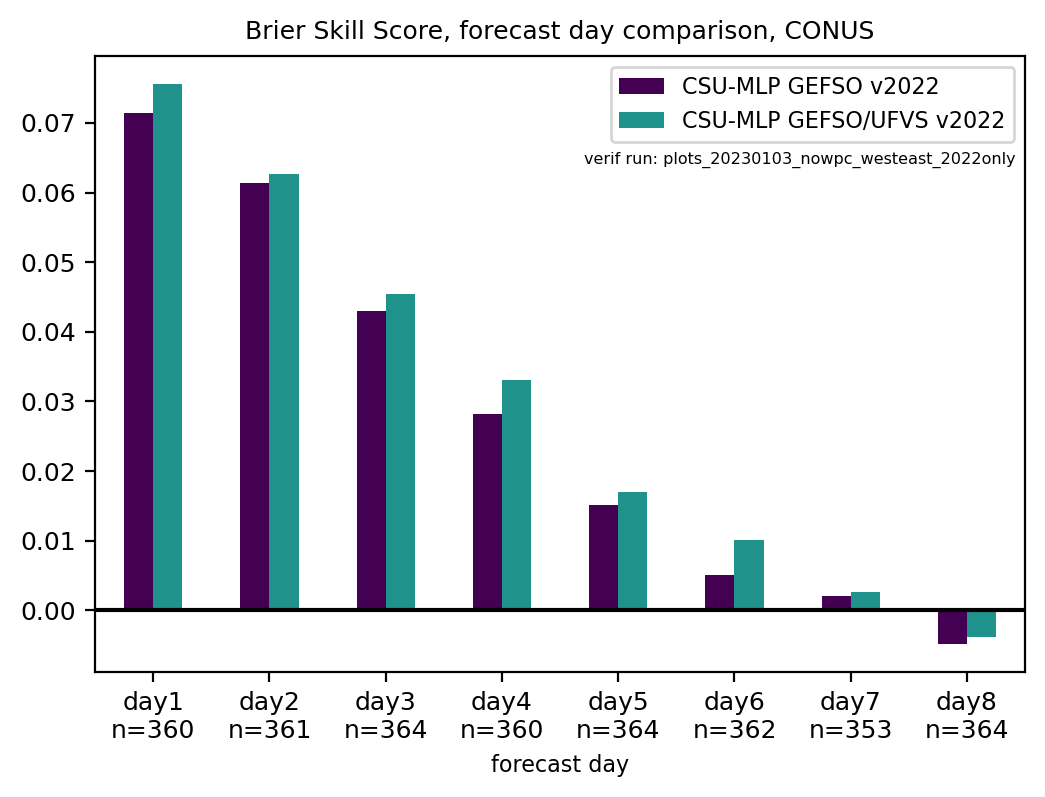 Brier Skill Score, forecast day comparison, CONUS
CSU-MLP GEFSO v2022
CSU-MLP GEFSO/UFVS v2022
verif run: plots_20230103_nowpc_westeast_2022only
0.07
0.06
0.05
0.04
0.03
0.02
0.01
0.00
day1 day2 day3 day4 day5 day6 day7 day8
n=360 n=361 n=364 n=360 n=364 n=362 n=353 n=364
forecast day